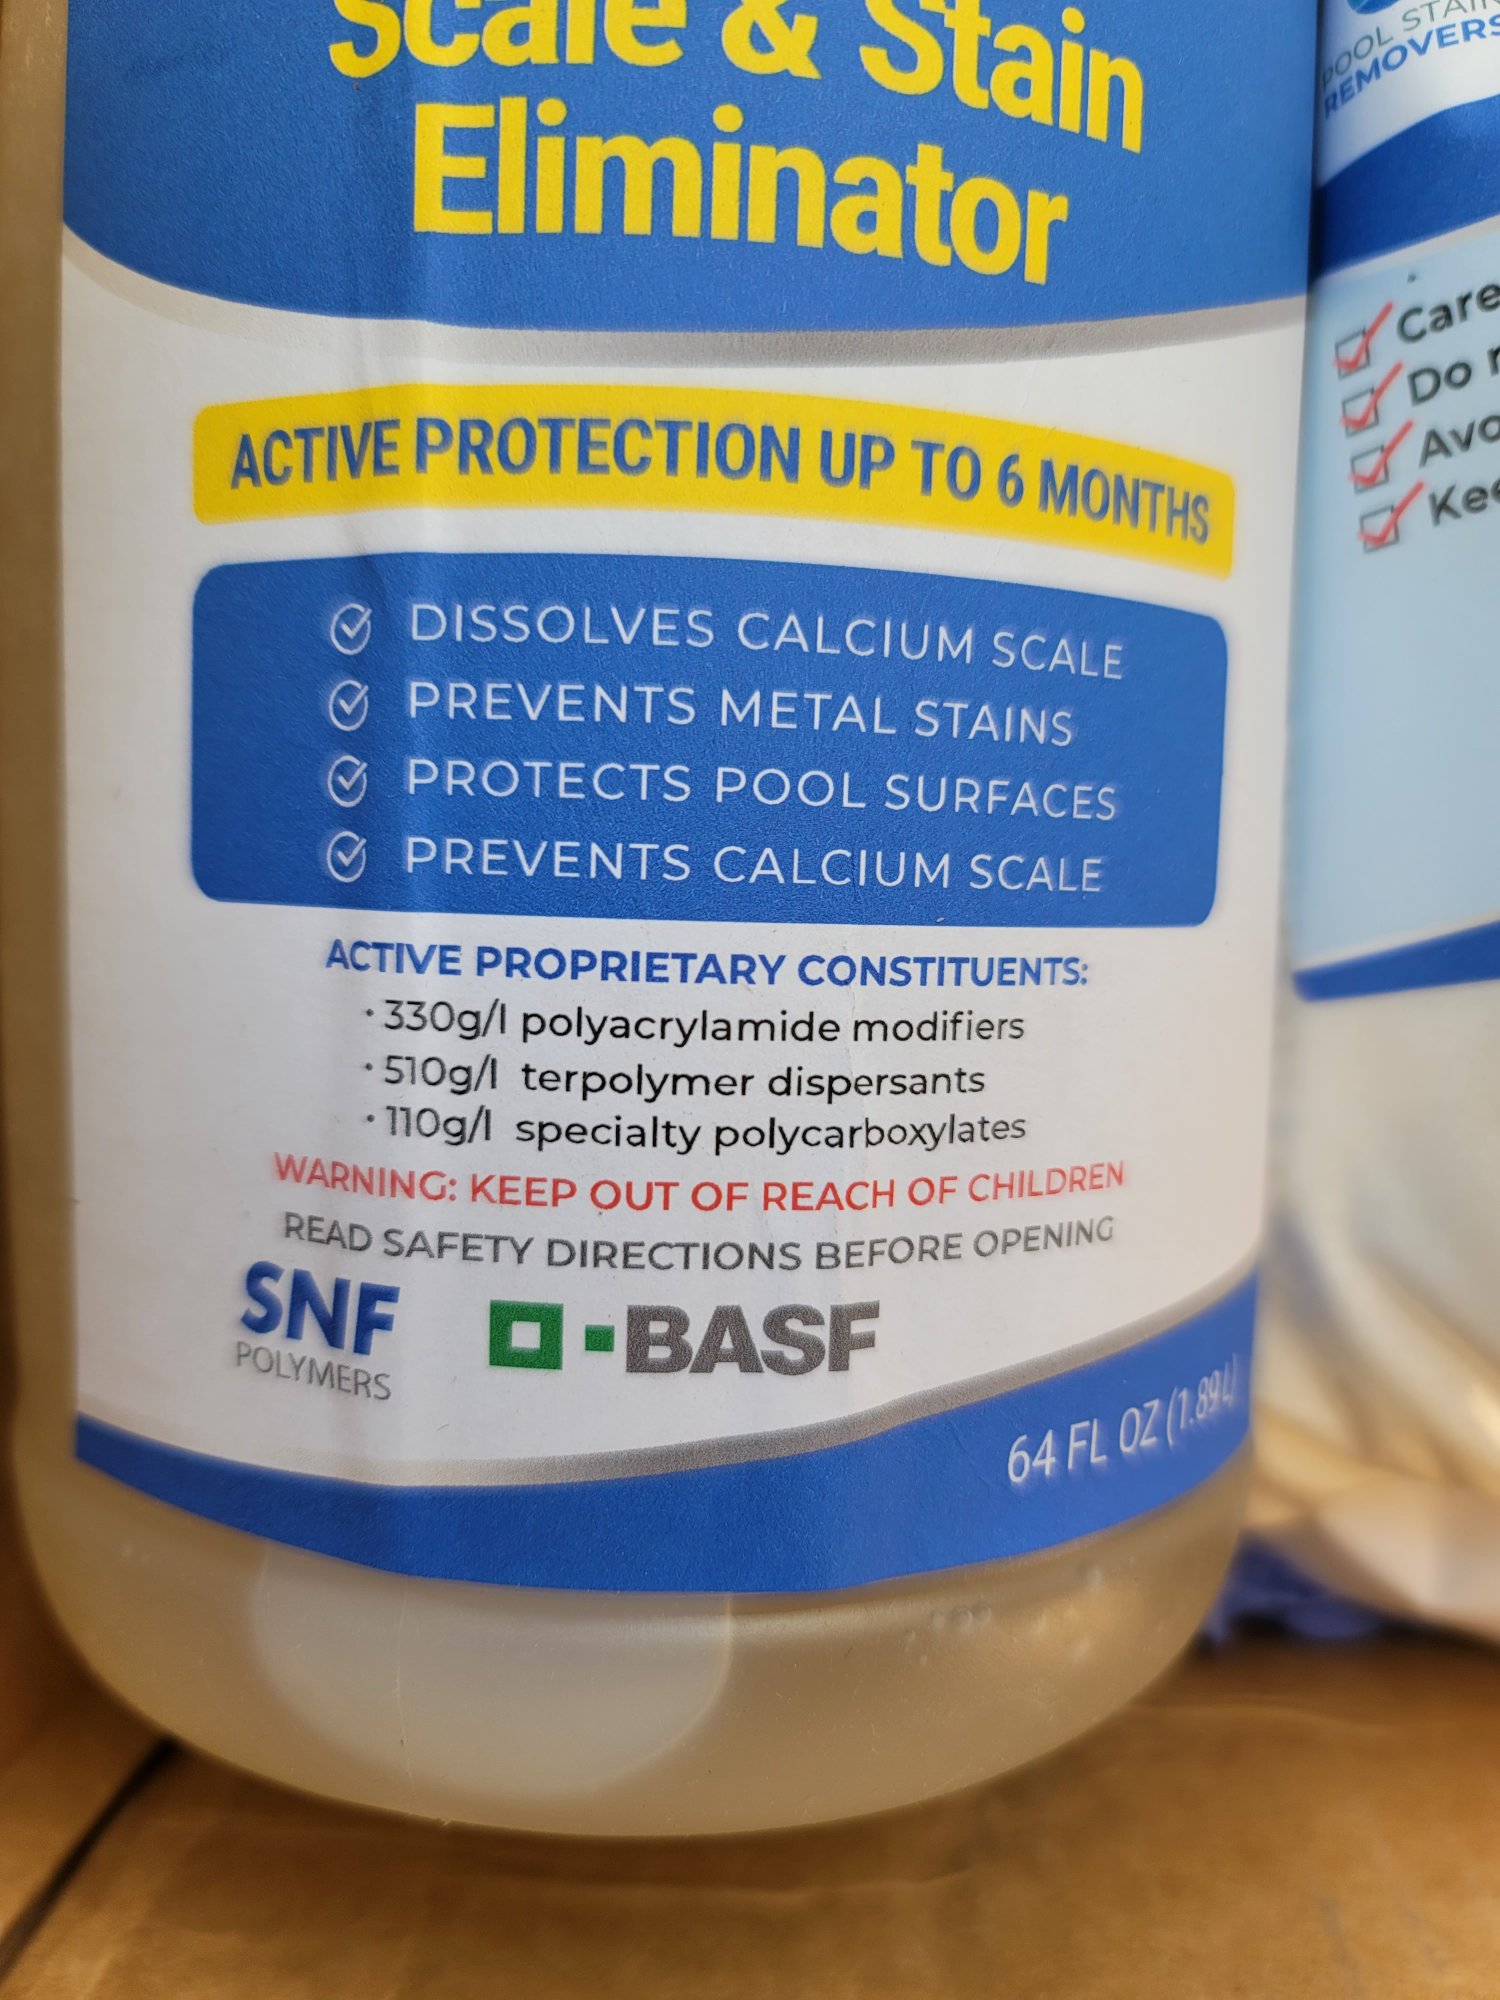 Scale & Stain
Eliminator
ACTIVE PROTECTION UP TO 6 MONTHS
DISSOLVES CALCIUM SCALE
PREVENTS METAL STAINS
PROTECTS POOL SURFACES
PREVENTS CALCIUM SCALE
ACTIVE PROPRIETARY CONSTITUENTS:
· 330g/l polyacrylamide modifiers
· 510g/l terpolymer dispersants
· 110g/l specialty polycarboxylates
WARNING: KEEP OUT OF REACH OF CHILDREN
READ SAFETY DIRECTIONS BEFORE OPENING
SNF
POLYMERS
BASF
64 FL OZ (1.89 L)
POOL STAIN
REMOVERS
Care
Do
Avo
Kee